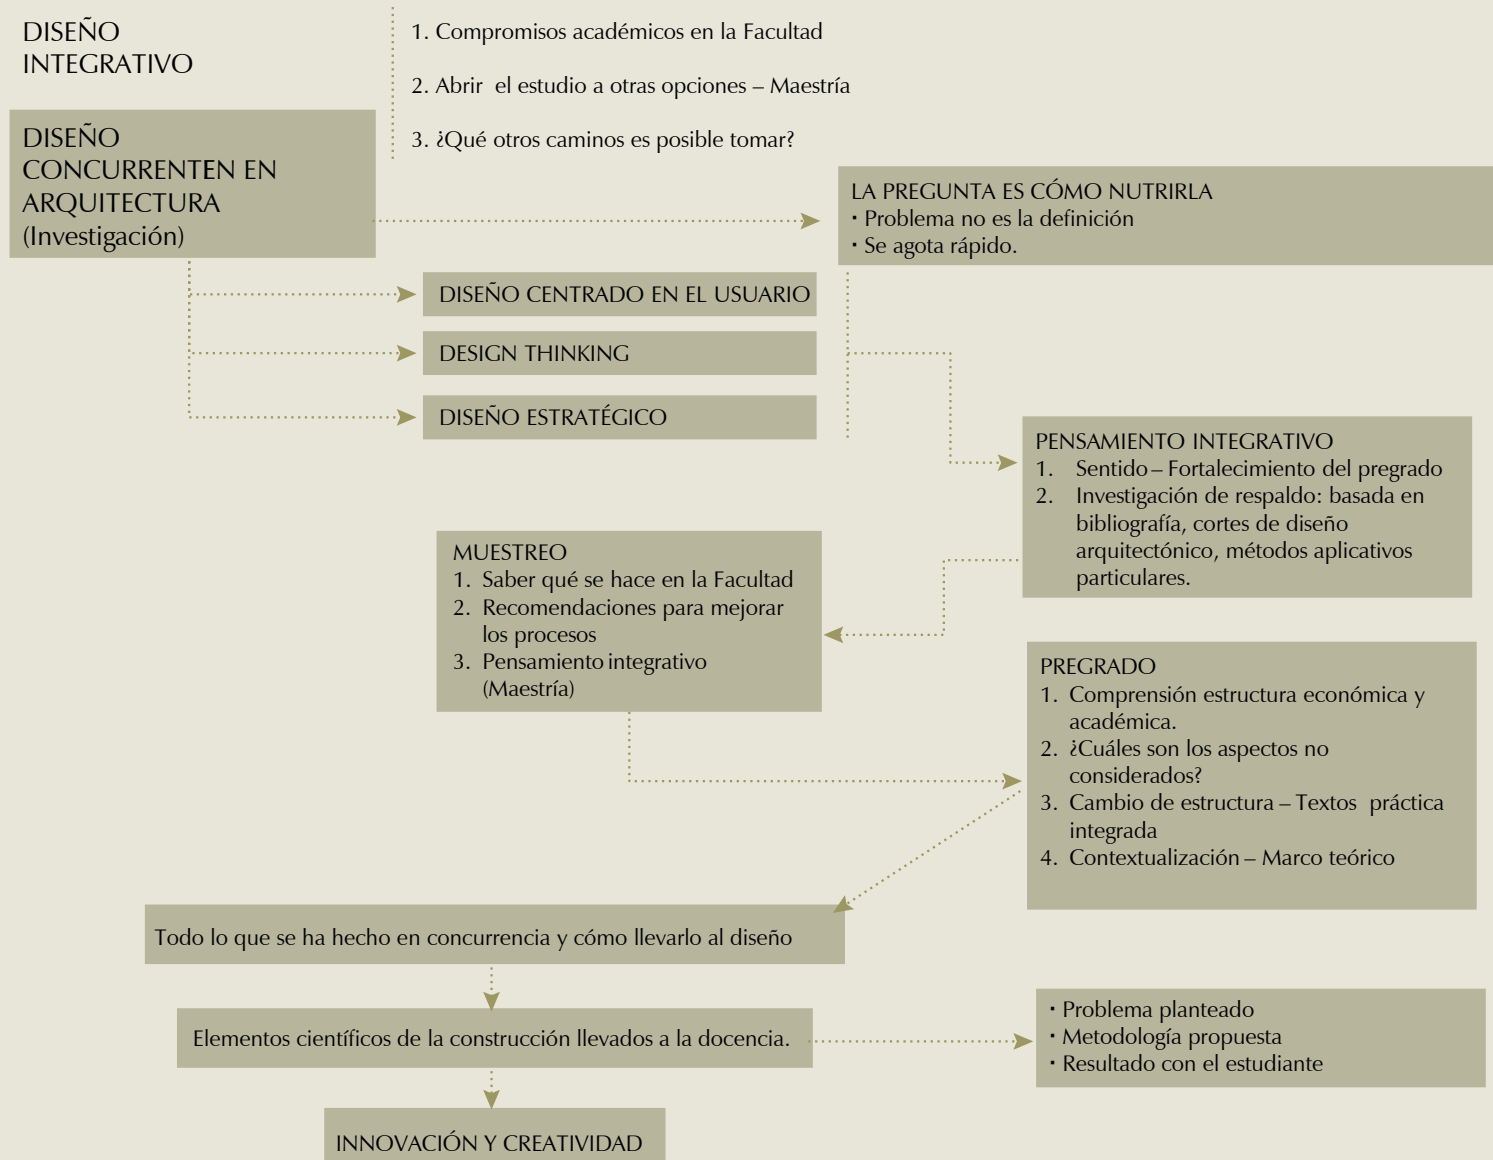 DISEÑO
INTEGRATIVO
1. Compromisos académicos en la Facultad
2. Abrir el estudio a otras opciones – Maestría
3. ¿Qué otros caminos es posible tomar?
DISEÑO
CONCURRENTEN EN
ARQUITECTURA
(Investigación)
LA PREGUNTA ES CÓMO NUTRIRLA
· Problema no es la definición
· Se agota rápido.
DISEÑO CENTRADO EN EL USUARIO
DESIGN THINKING
DISEÑO ESTRATÉGICO
PENSAMIENTO INTEGRATIVO
1. Sentido – Fortalecimiento del pregrado
2. Investigación de respaldo: basada en
bibliografía, cortes de diseño
arquitectónico, métodos aplicativos
particulares.
MUESTREO
1. Saber qué se hace en la Facultad
2. Recomendaciones para mejorar
los procesos
3. Pensamiento integrativo
(Maestría)
PREGRADO
1. Comprensión estructura económica y
académica.
2. ¿Cuáles son los aspectos no
considerados?
3. Cambio de estructura – Textos práctica
integrada
4. Contextualización – Marco teórico
Todo lo que se ha hecho en concurrencia y cómo llevarlo al diseño
Elementos científicos de la construcción llevados a la docencia.
· Problema planteado
· Metodología propuesta
· Resultado con el estudiante
INNOVACIÓN Y CREATIVIDAD